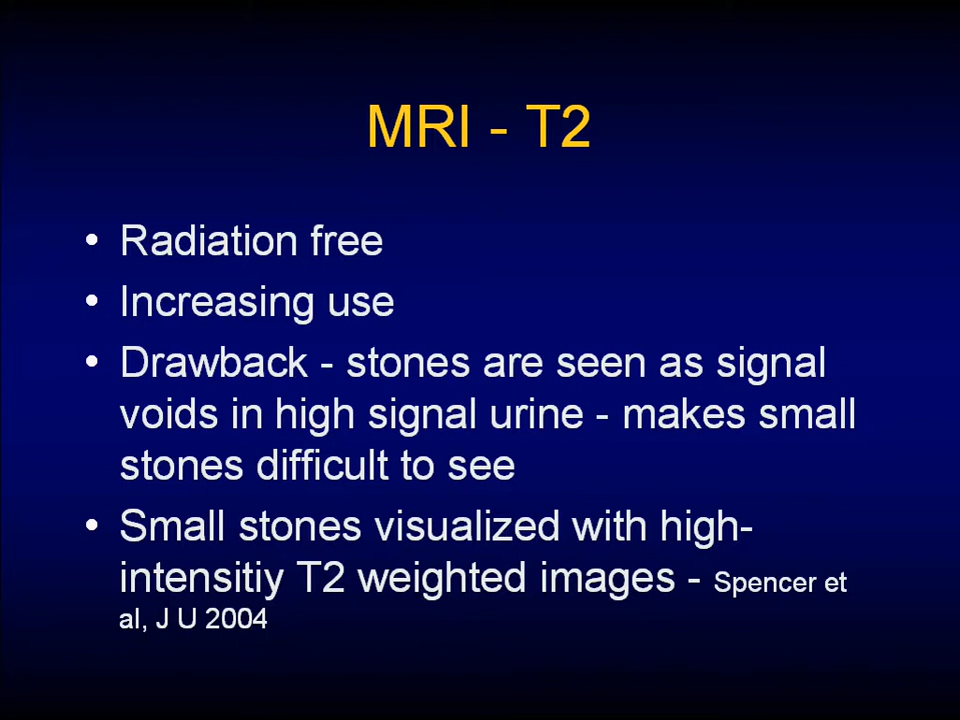 MRI - T2
• Radiation free
• Increasing use
• Drawback - stones are seen as signal
voids in high signal urine - makes small
stones difficult to see
• Small stones visualized with high-
intensitiy T2 weighted images - Spencer et
al, J U 2004